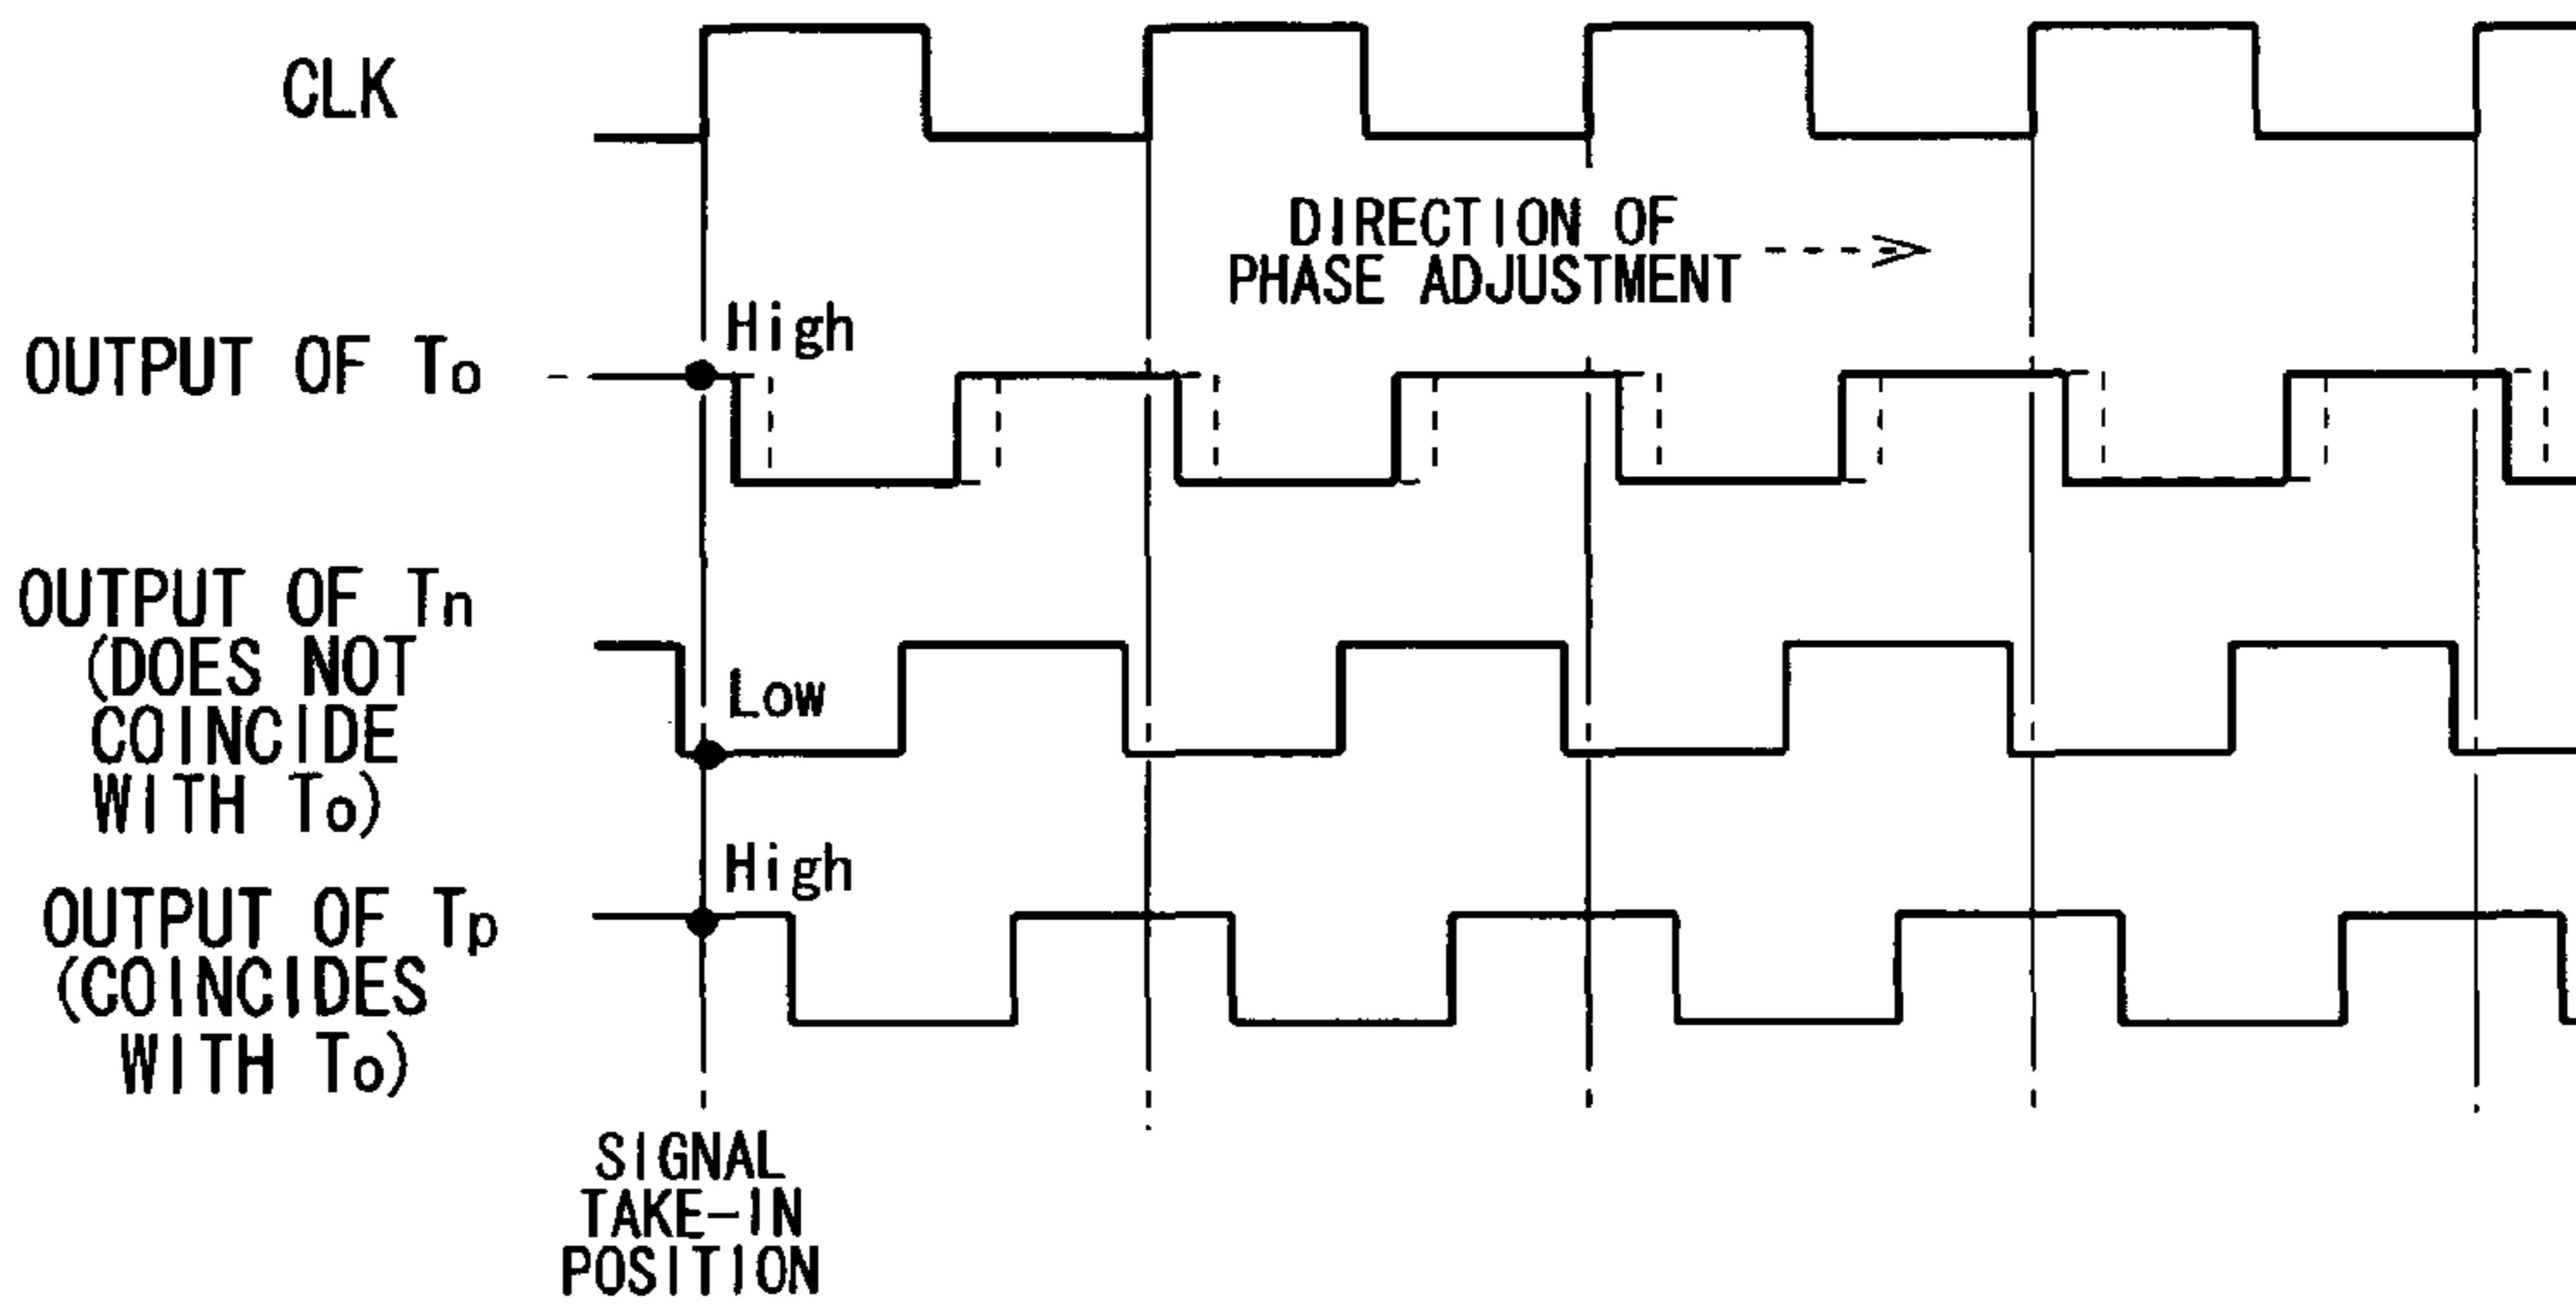 CLK
DIRECTION OF
PHASE ADJUSTMENT
High
OUTPUT OF To
OUTPUT OF Tn
(DOES NOT
COINCIDE
WITH To)
Low
High
OUTPUT OF Tp
(COINCIDES
WITH To)
SIGNAL
TAKE-IN
POSITION